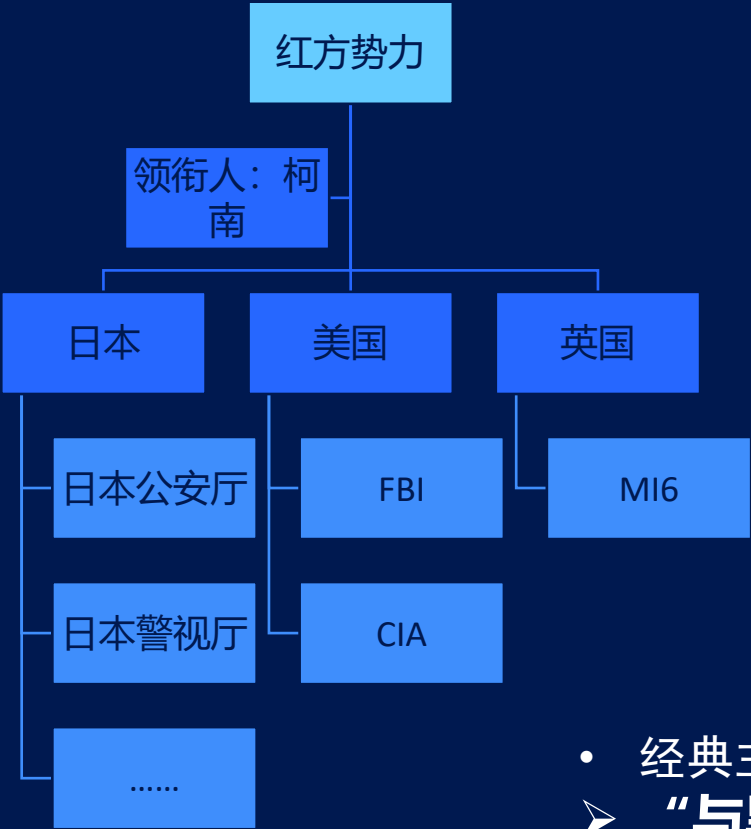 红方势力
领衔人：柯
南
日本
美国
英国
日本公安厅
FBI
MI6
日本警视厅
CIA
……
• 经典
➢ “与